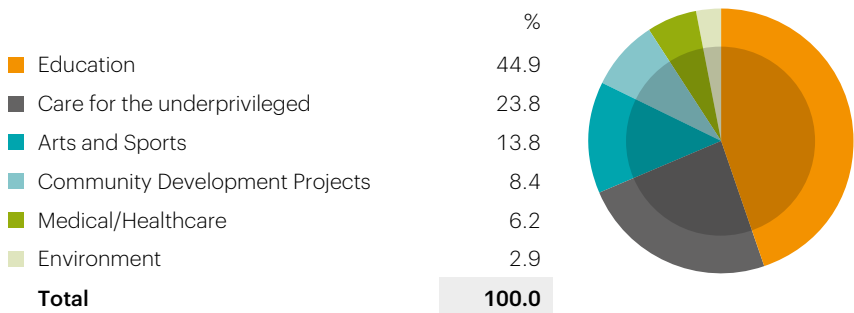 %
Education 44.9
Care for the underprivileged 23.8
Arts and Sports 13.8
Community Development Projects 8.4
Medical/Healthcare 6.2
Environment 2.9
Total 100.0